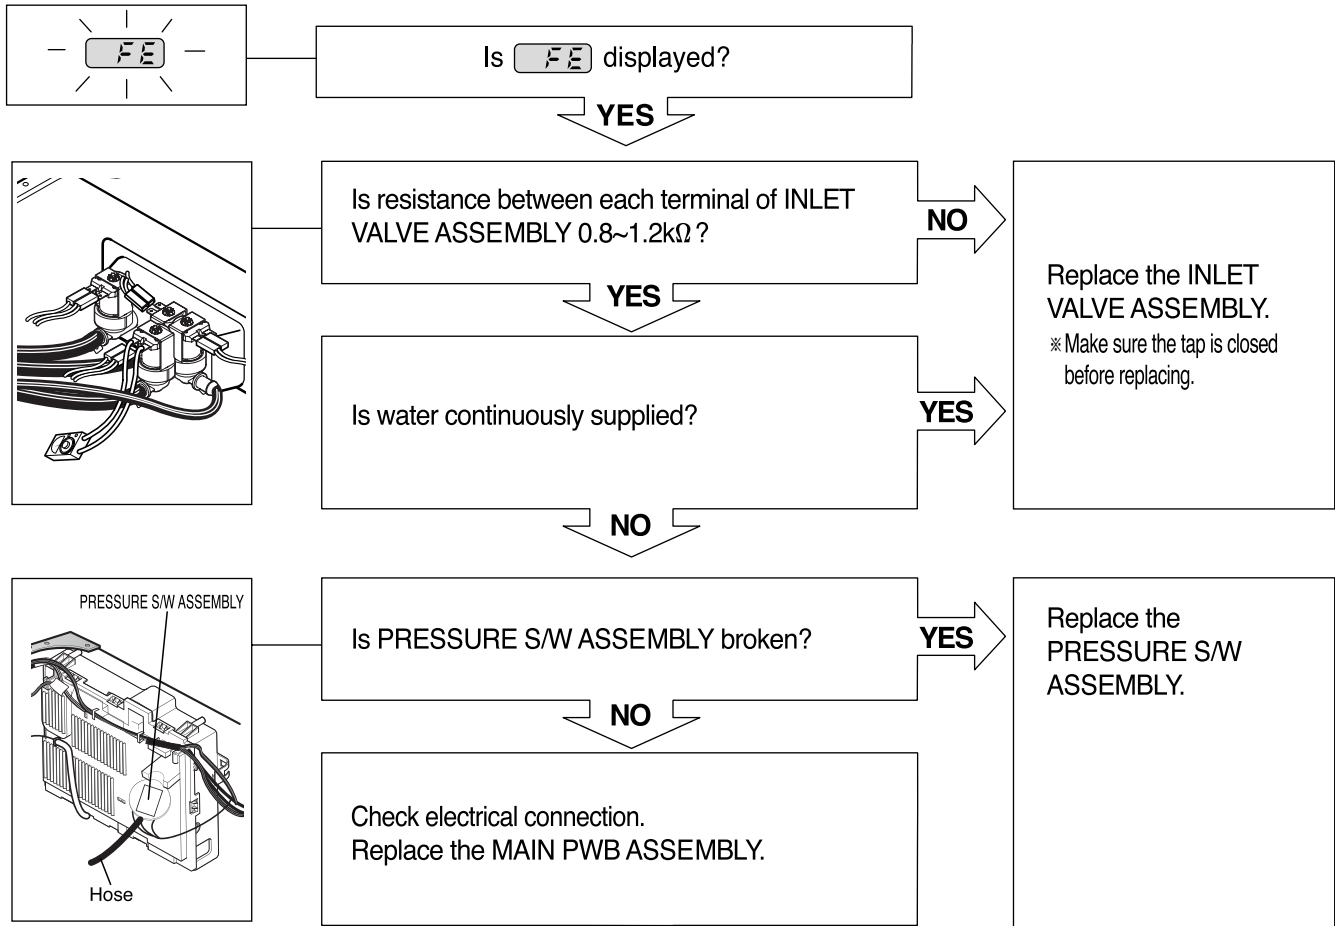 FE
Is FE displayed?
YES
Is resistance between each terminal of INLET
VALVE ASSEMBLY 0.8~1.2kΩ?
NO
YES
Replace the INLET
VALVE ASSEMBLY.
※Make sure the tap is closed
before replacing.
Is water continuously supplied?
YES
NO
PRESSURE S/W ASSEMBLY
Hose
Is PRESSURE S/W ASSEMBLY broken?
YES
Replace the
PRESSURE S/W
ASSEMBLY.
NO
Check electrical connection.
Replace the MAIN PWB ASSEMBLY.